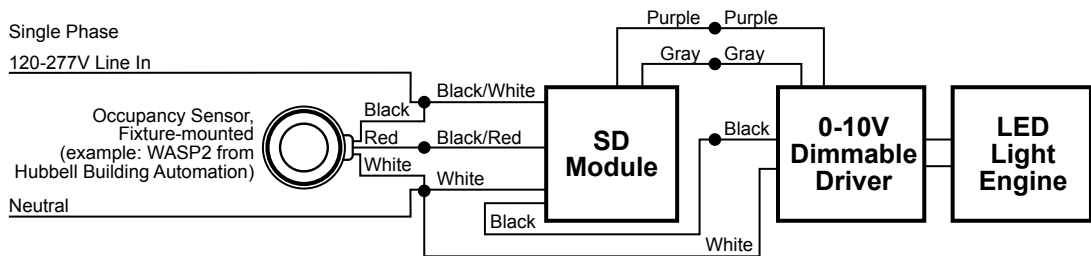 Single Phase
120-277V Line In
Occupancy Sensor,
Fixture-mounted
(example: WASP2 from
Hubbell Building Automation)
Neutral
Black
Red
White
Black/White
Black/Red
White
Black
SD
Module
Purple
Purple
Gray
Gray
Black
White
0-10V
Dimmable
Driver
LED
Light
Engine